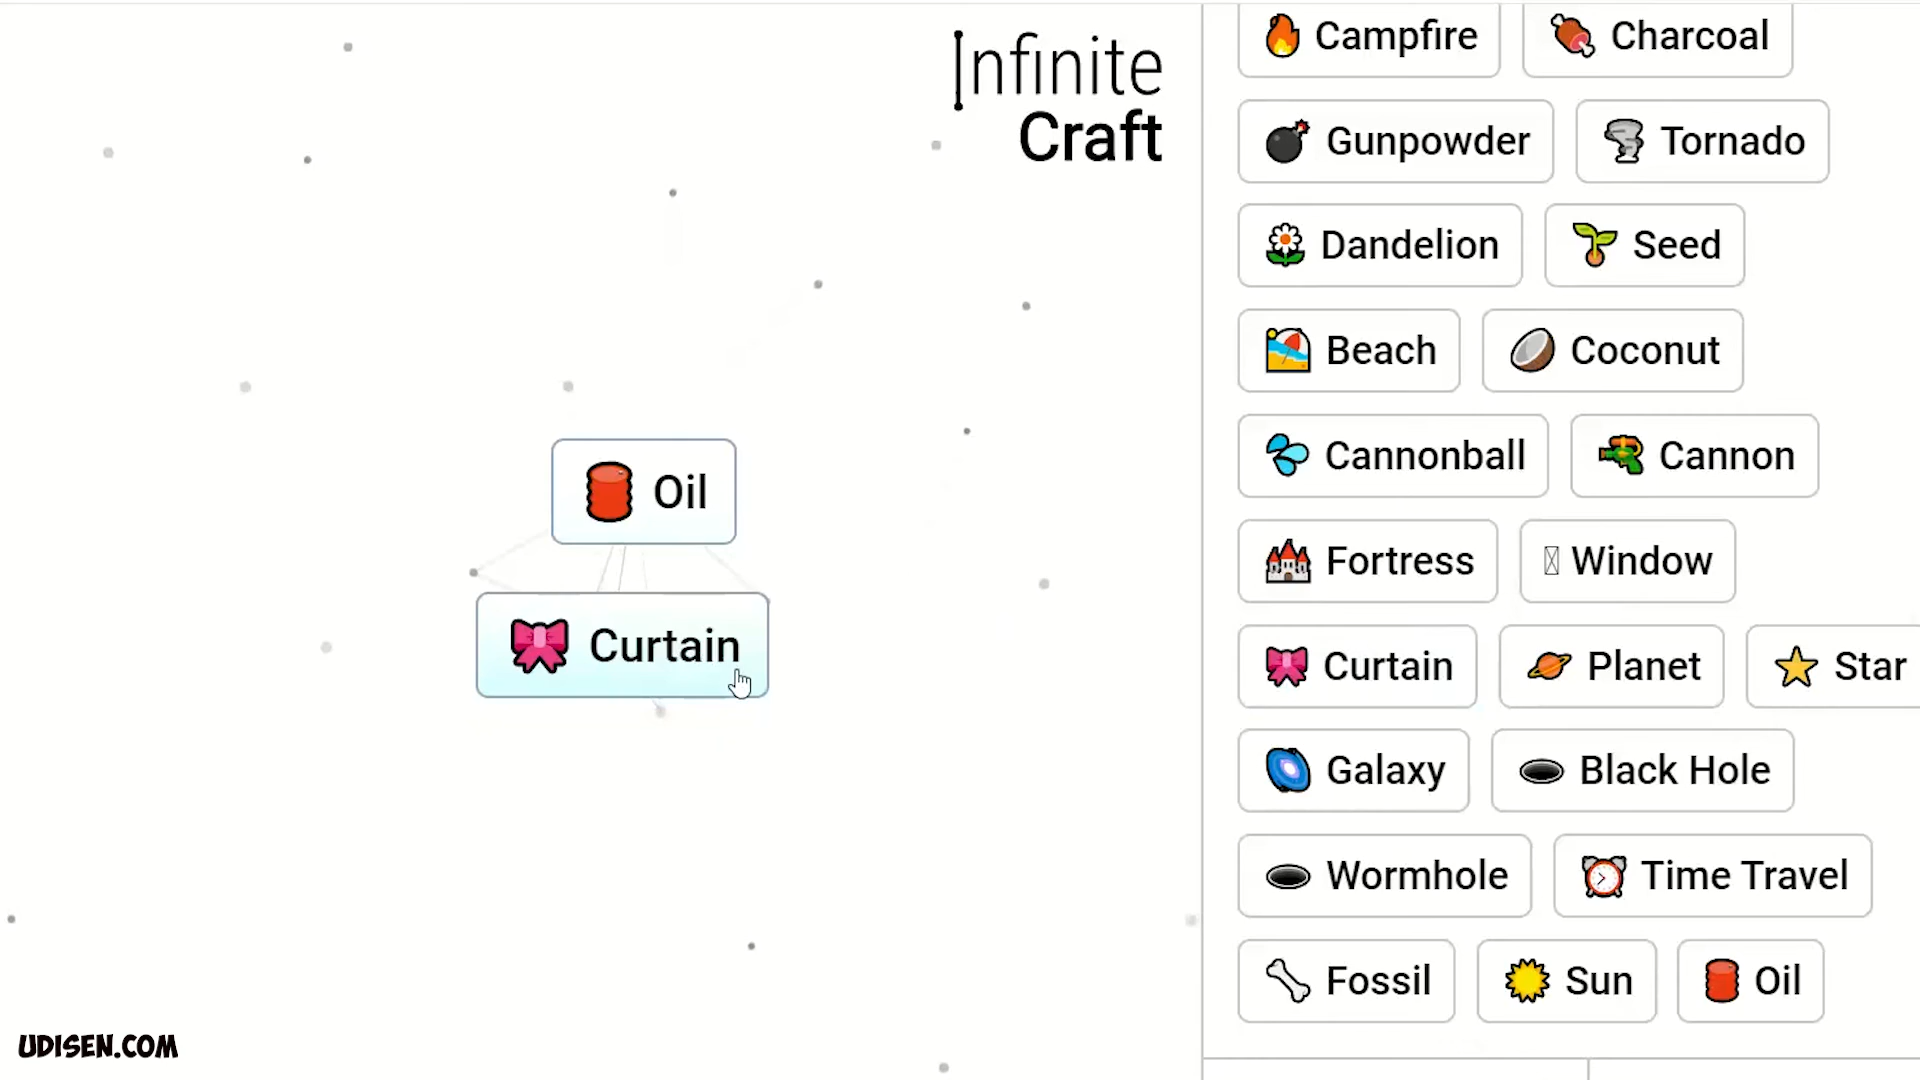 Infinite
Craft
Oil
Curtain
Campfire Charcoal
Gunpowder Tornado
Dandelion Seed
Beach Coconut
Cannonball Cannon
Fortress Window
Curtain Planet Star
Galaxy Black Hole
Wormhole Time Travel
Fossil Sun Oil
UDISEN.COM